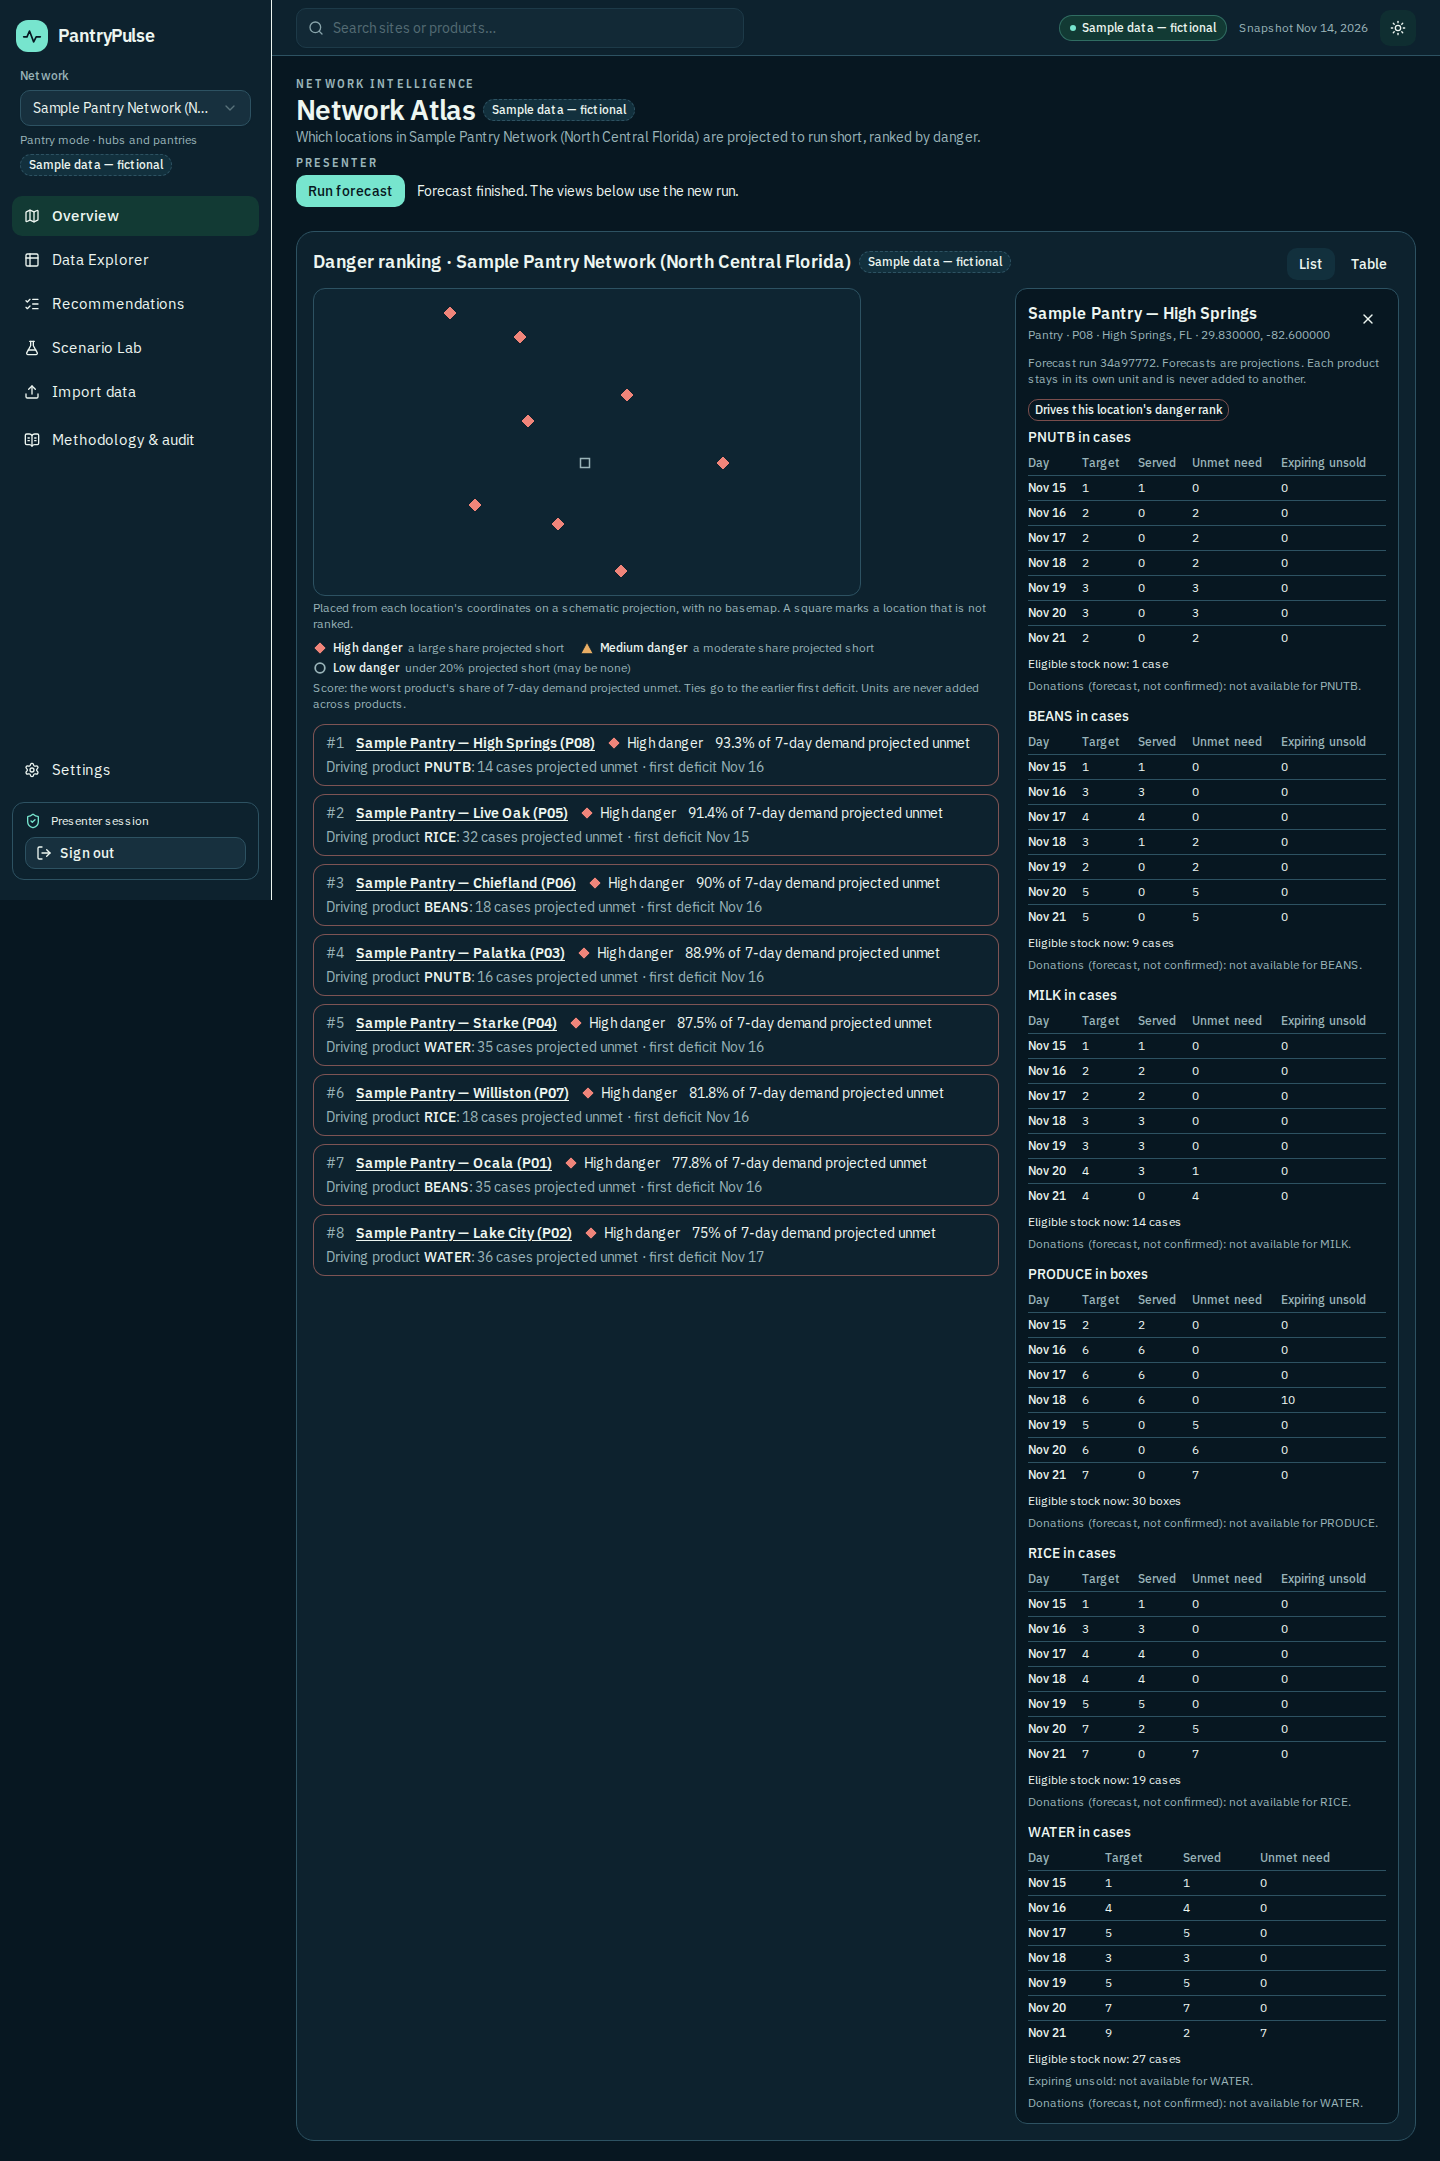 PantryPulse
Network
Sample Pantry Network (N...
Pantry mode · hubs and pantries
Sample data — fictional
Overview
Data Explorer
Recommendations
Scenario Lab
Import data
Methodology & audit
Settings
Presenter session
Sign out
Search sites or products...
Sample data — fictional
Snapshot Nov 14, 2026
NETWORK INTELLIGENCE
Network Atlas Sample data — fictional
Which locations in Sample Pantry Network (North Central Florida) are projected to run short, ranked by danger.
PRESENTER
Run forecast Forecast finished. The views below use the new run.
Danger ranking · Sample Pantry Network (North Central Florida) Sample data — fictional
List Table
Placed from each location's coordinates on a schematic projection, with no basemap. A square marks a location that is not
ranked.
High danger a large share projected short Medium danger a moderate share projected short
Low danger under 20% projected short (may be none)
Score: the worst product's share of 7-day demand projected unmet. Ties go to the earlier first deficit. Units are never added
across products.
#1 Sample Pantry — High Springs (P08) High danger 93.3% of 7-day demand projected unmet
Driving product PNUTB: 14 cases projected unmet · first deficit Nov 16
#2 Sample Pantry — Live Oak (P05) High danger 91.4% of 7-day demand projected unmet
Driving product RICE: 32 cases projected unmet · first deficit Nov 15
#3 Sample Pantry — Chiefland (P06) High danger 90% of 7-day demand projected unmet
Driving product BEANS: 18 cases projected unmet · first deficit Nov 16
#4 Sample Pantry — Palatka (P03) High danger 88.9% of 7-day demand projected unmet
Driving product PNUTB: 16 cases projected unmet · first deficit Nov 16
#5 Sample Pantry — Starke (P04) High danger 87.5% of 7-day demand projected unmet
Driving product WATER: 35 cases projected unmet · first deficit Nov 16
#6 Sample Pantry — Williston (P07) High danger 81.8% of 7-day demand projected unmet
Driving product RICE: 18 cases projected unmet · first deficit Nov 16
#7 Sample Pantry — Ocala (P01) High danger 77.8% of 7-day demand projected unmet
Driving product BEANS: 35 cases projected unmet · first deficit Nov 16
#8 Sample Pantry — Lake City (P02) High danger 75% of 7-day demand projected unmet
Driving product WATER: 36 cases projected unmet · first deficit Nov 17
Sample Pantry — High Springs
Pantry · P08 · High Springs, FL · 29.830000, -82.600000
Forecast run 34a97772. Forecasts are projections. Each product
stays in its own unit and is never added to another.
Drives this location's danger rank
PNUTB in cases
Day Target Served Unmet need Expiring unsold
Nov 15 1 1 0 0
Nov 16 2 0 2 0
Nov 17 2 0 2 0
Nov 18 2 0 2 0
Nov 19 3 0 3 0
Nov 20 3 0 3 0
Nov 21 2 0 2 0
Eligible stock now: 1 case
Donations (forecast, not confirmed): not available for PNUTB.
BEANS in cases
Day Target Served Unmet need Expiring unsold
Nov 15 1 1 0 0
Nov 16 3 3 0 0
Nov 17 4 4 0 0
Nov 18 3 1 2 0
Nov 19 2 0 2 0
Nov 20 5 0 5 0
Nov 21 5 0 5 0
Eligible stock now: 9 cases
Donations (forecast, not confirmed): not available for BEANS.
MILK in cases
Day Target Served Unmet need Expiring unsold
Nov 15 1 1 0 0
Nov 16 2 2 0 0
Nov 17 2 2 0 0
Nov 18 3 3 0 0
Nov 19 3 3 0 0
Nov 20 4 3 1 0
Nov 21 4 0 4 0
Eligible stock now: 14 cases
Donations (forecast, not confirmed): not available for MILK.
PRODUCE in boxes
Day Target Served Unmet need Expiring unsold
Nov 15 2 2 0 0
Nov 16 6 6 0 0
Nov 17 6 6 0 0
Nov 18 6 6 0 10
Nov 19 5 0 5 0
Nov 20 6 0 6 0
Nov 21 7 0 7 0
Eligible stock now: 30 boxes
Donations (forecast, not confirmed): not available for PRODUCE.
RICE in cases
Day Target Served Unmet need Expiring unsold
Nov 15 1 1 0 0
Nov 16 3 3 0 0
Nov 17 4 4 0 0
Nov 18 4 4 0 0
Nov 19 5 5 0 0
Nov 20 7 2 5 0
Nov 21 7 0 7 0
Eligible stock now: 19 cases
Donations (forecast, not confirmed): not available for RICE.
WATER in cases
Day Target Served Unmet need
Nov 15 1 1 0
Nov 16 4 4 0
Nov 17 5 5 0
Nov 18 3 3 0
Nov 19 5 5 0
Nov 20 7 7 0
Nov 21 9 2 7
Eligible stock now: 27 cases
Expiring unsold: not available for WATER.
Donations (forecast, not confirmed): not available for WATER.